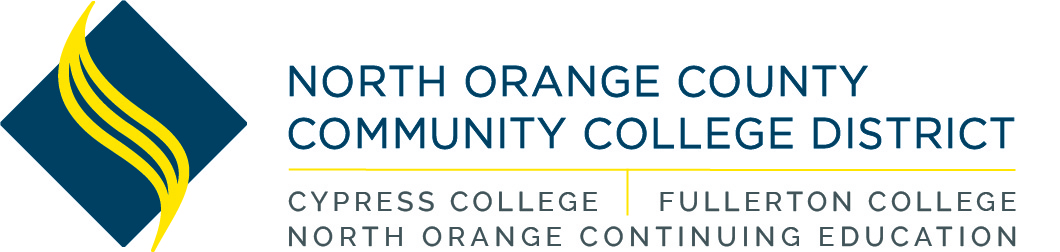 NORTH ORANGE COUNTY
COMMUNITY COLLEGE DISTRICT
CYPRESS COLLEGE FULLERTON COLLEGE
NORTH ORANGE CONTINUING EDUCATION